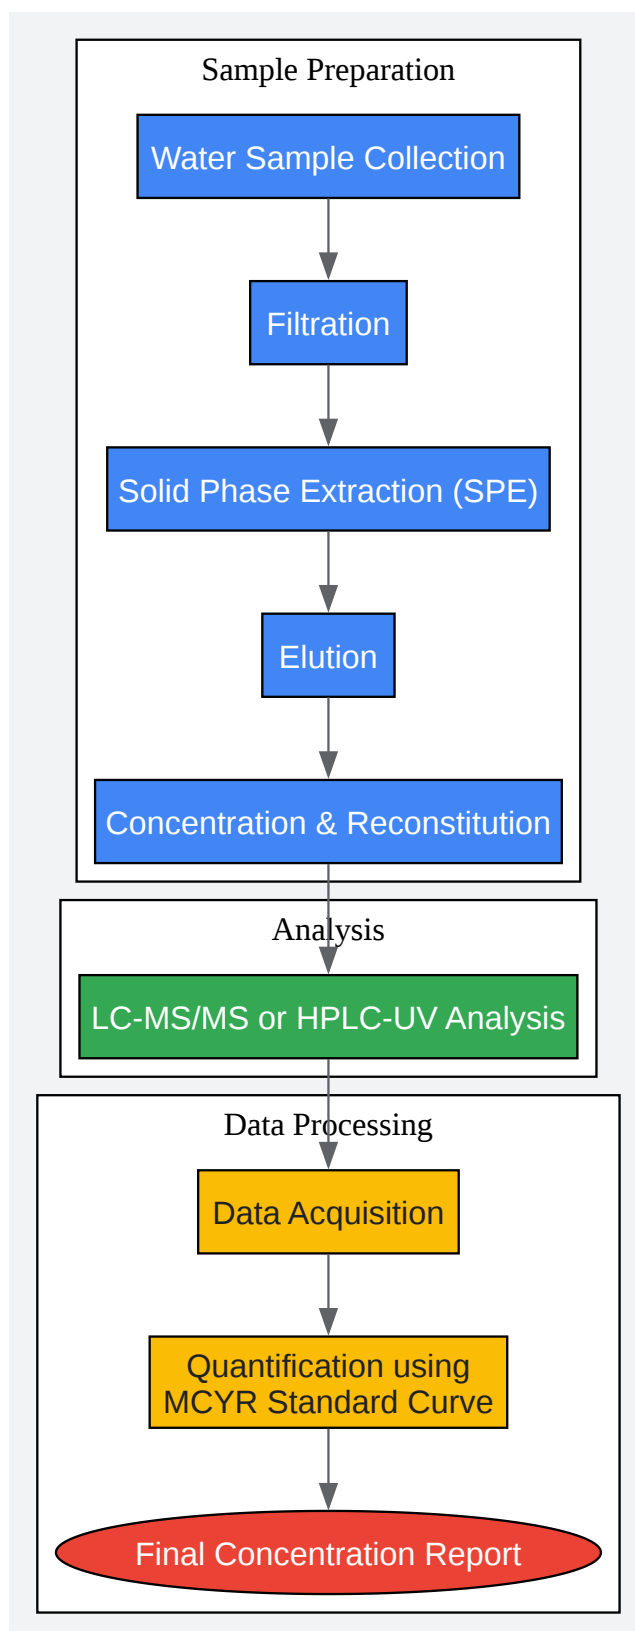 Sample Preparation
Water Sample Collection
Filtration
Solid Phase Extraction (SPE)
Elution
Concentration & Reconstitution
Analysis
LC-MS/MS or HPLC-UV Analysis
Data Processing
Data Acquisition
Quantification using
MCYR Standard Curve
Final Concentration Report